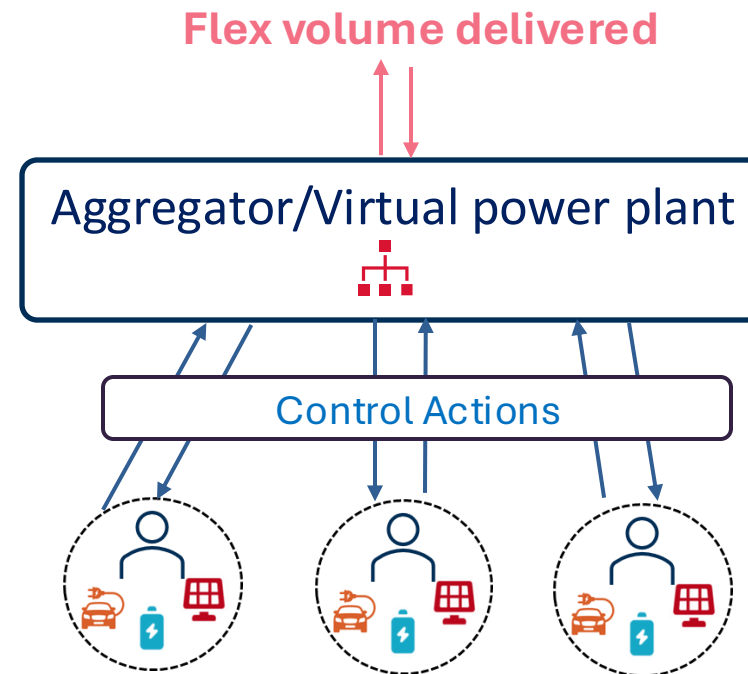 Flex volume delivered
Aggregator/Virtual power plant
Control Actions